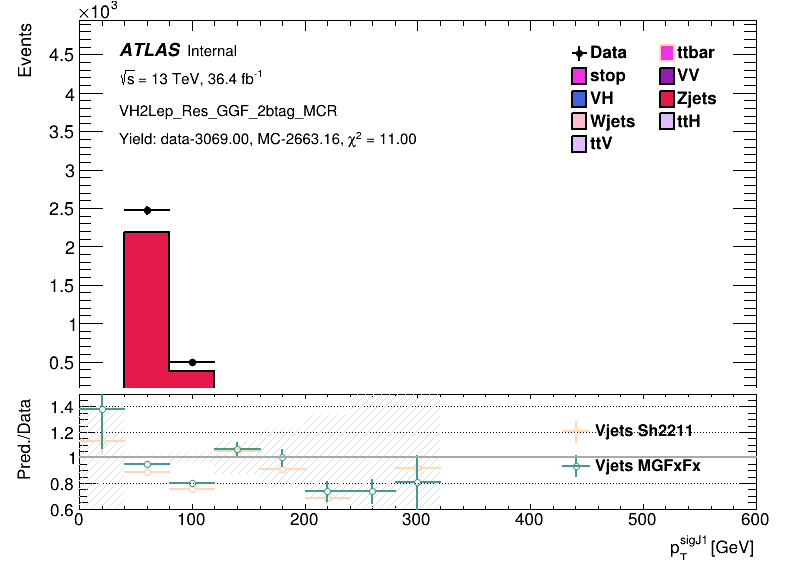 ×10³
Events
4.5
4
3.5
3
2.5
2
1.5
1
0.5
ATLAS Internal
√s = 13 TeV, 36.4 fb⁻¹
VH2Lep_Res_GGF_2btag_MCR
Yield: data-3069.00, MC-2663.16, χ² = 11.00
Data ttbar
stop VV
VH Zjets
Wjets ttH
ttV
Pred./Data
1.4
1.2
1
0.8
0.6
Vjets Sh2211
Vjets MGFxFx
0 100 200 300 400 500 600
p_T^sigJ1 [GeV]